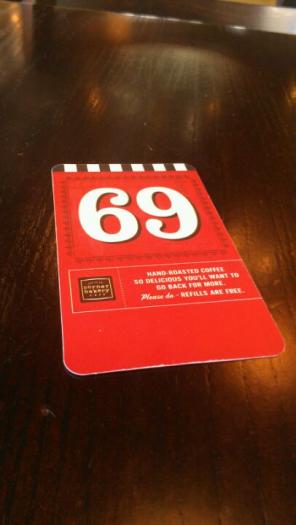 69
corner
bakery
CAFE
HAND-ROASTED COFFEE
SO DELICIOUS YOU'LL WANT TO
GO BACK FOR MORE.
Please do - REFILLS ARE FREE.